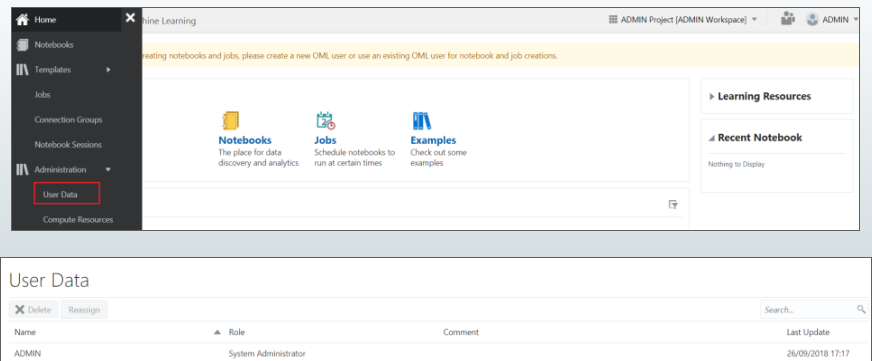 Home
hine Learning
ADMIN Project [ADMIN Workspace]
ADMIN
Notebooks
reating notebooks and jobs, please create a new OML user or use an existing OML user for notebook and job creations.
Templates
Jobs
Connection Groups
Notebook Sessions
Administration
User Data
Compute Resources
Notebooks
The place for data
discovery and analytics
Jobs
Schedule notebooks to
run at certain times
Examples
Check out some
examples
Learning Resources
Recent Notebook
Nothing to Display
User Data
Delete Reassign
Search...
Name Role Comment Last Update
ADMIN System Administrator 26/09/2018 17:17